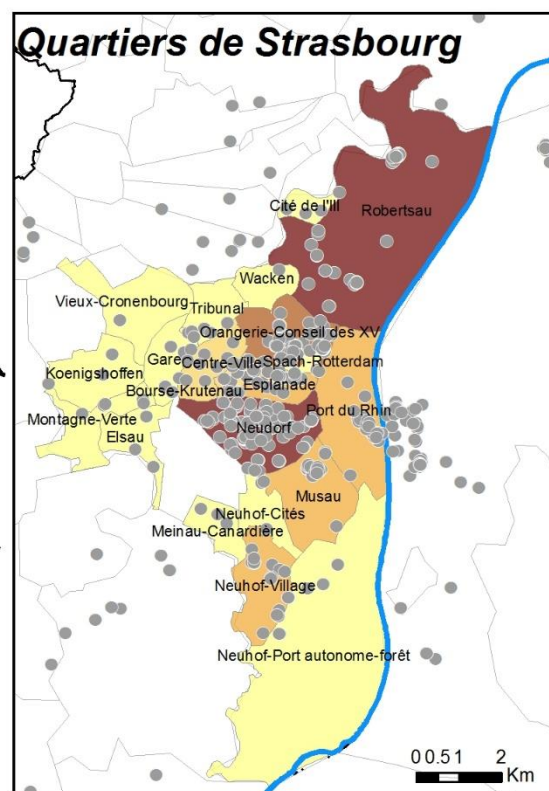 Quartiers de Strasbourg
Cité de l'Ill
Robertsau
Wacken
Vieux-Cronenbourg
Tribunal
Orangerie-Conseil des XV
Gare
Centre-Ville
Spach-Rotterdam
Koenigshoffen
Esplanade
Bourse-Krutenau
Montagne-Verte
Port du Rhin
Neudorf
Elsau
Musau
Neuhof-Cités
Meinau-Canardière
Neuhof-Village
Neuhof-Port autonome-forêt
0 0.5 1 2
Km